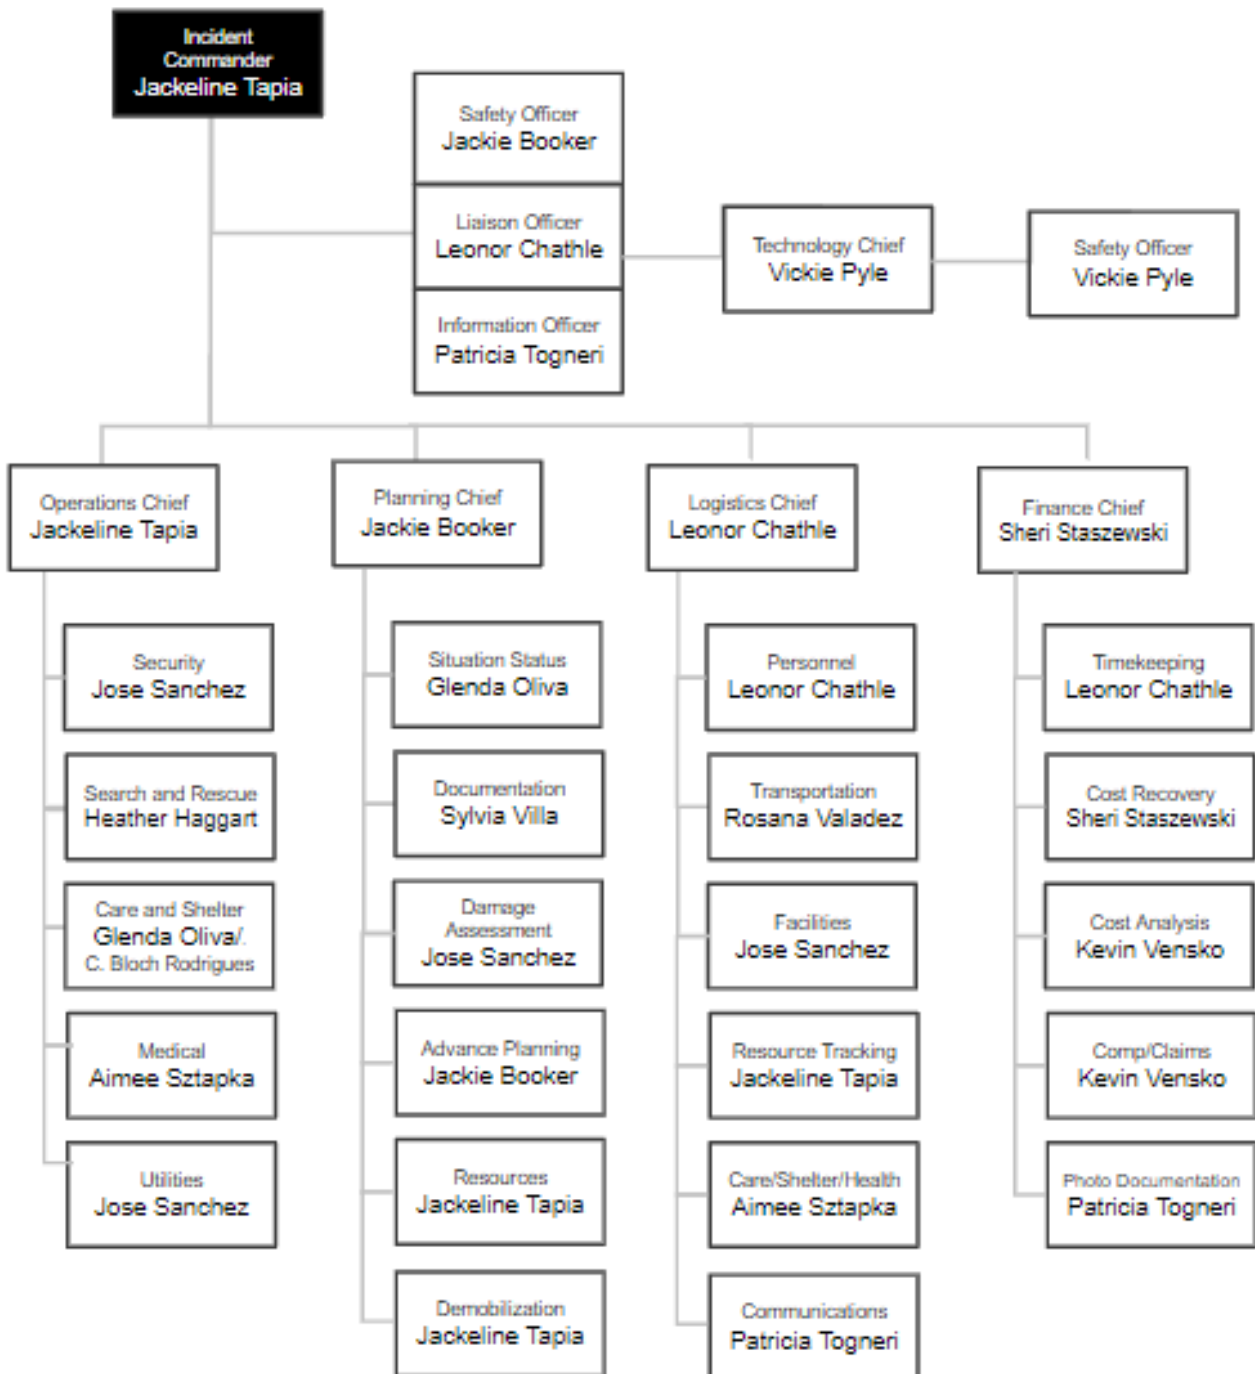 Incident
Commander
Jackeline Tapia
Safety Officer
Jackie Booker
Liaison Officer
Leonor Chathle
Information Officer
Patricia Togneri
Technology Chief
Vickie Pyle
Safety Officer
Vickie Pyle
Operations Chief
Jackeline Tapia
Planning Chief
Jackie Booker
Logistics Chief
Leonor Chathle
Finance Chief
Sheri Staszewski
Security
Jose Sanchez
Search and Rescue
Heather Haggart
Care and Shelter
Glenda Oliva/.
C. Bloch Rodrigues
Medical
Aimee Sztapka
Utilities
Jose Sanchez
Situation Status
Glenda Oliva
Documentation
Sylvia Villa
Damage
Assessment
Jose Sanchez
Advance Planning
Jackie Booker
Resources
Jackeline Tapia
Demobilization
Jackeline Tapia
Personnel
Leonor Chathle
Transportation
Rosana Valadez
Facilities
Jose Sanchez
Resource Tracking
Jackeline Tapia
Care/Shelter/Health
Aimee Sztapka
Communications
Patricia Togneri
Timekeeping
Leonor Chathle
Cost Recovery
Sheri Staszewski
Cost Analysis
Kevin Vensko
Comp/Claims
Kevin Vensko
Photo Documentation
Patricia Togneri